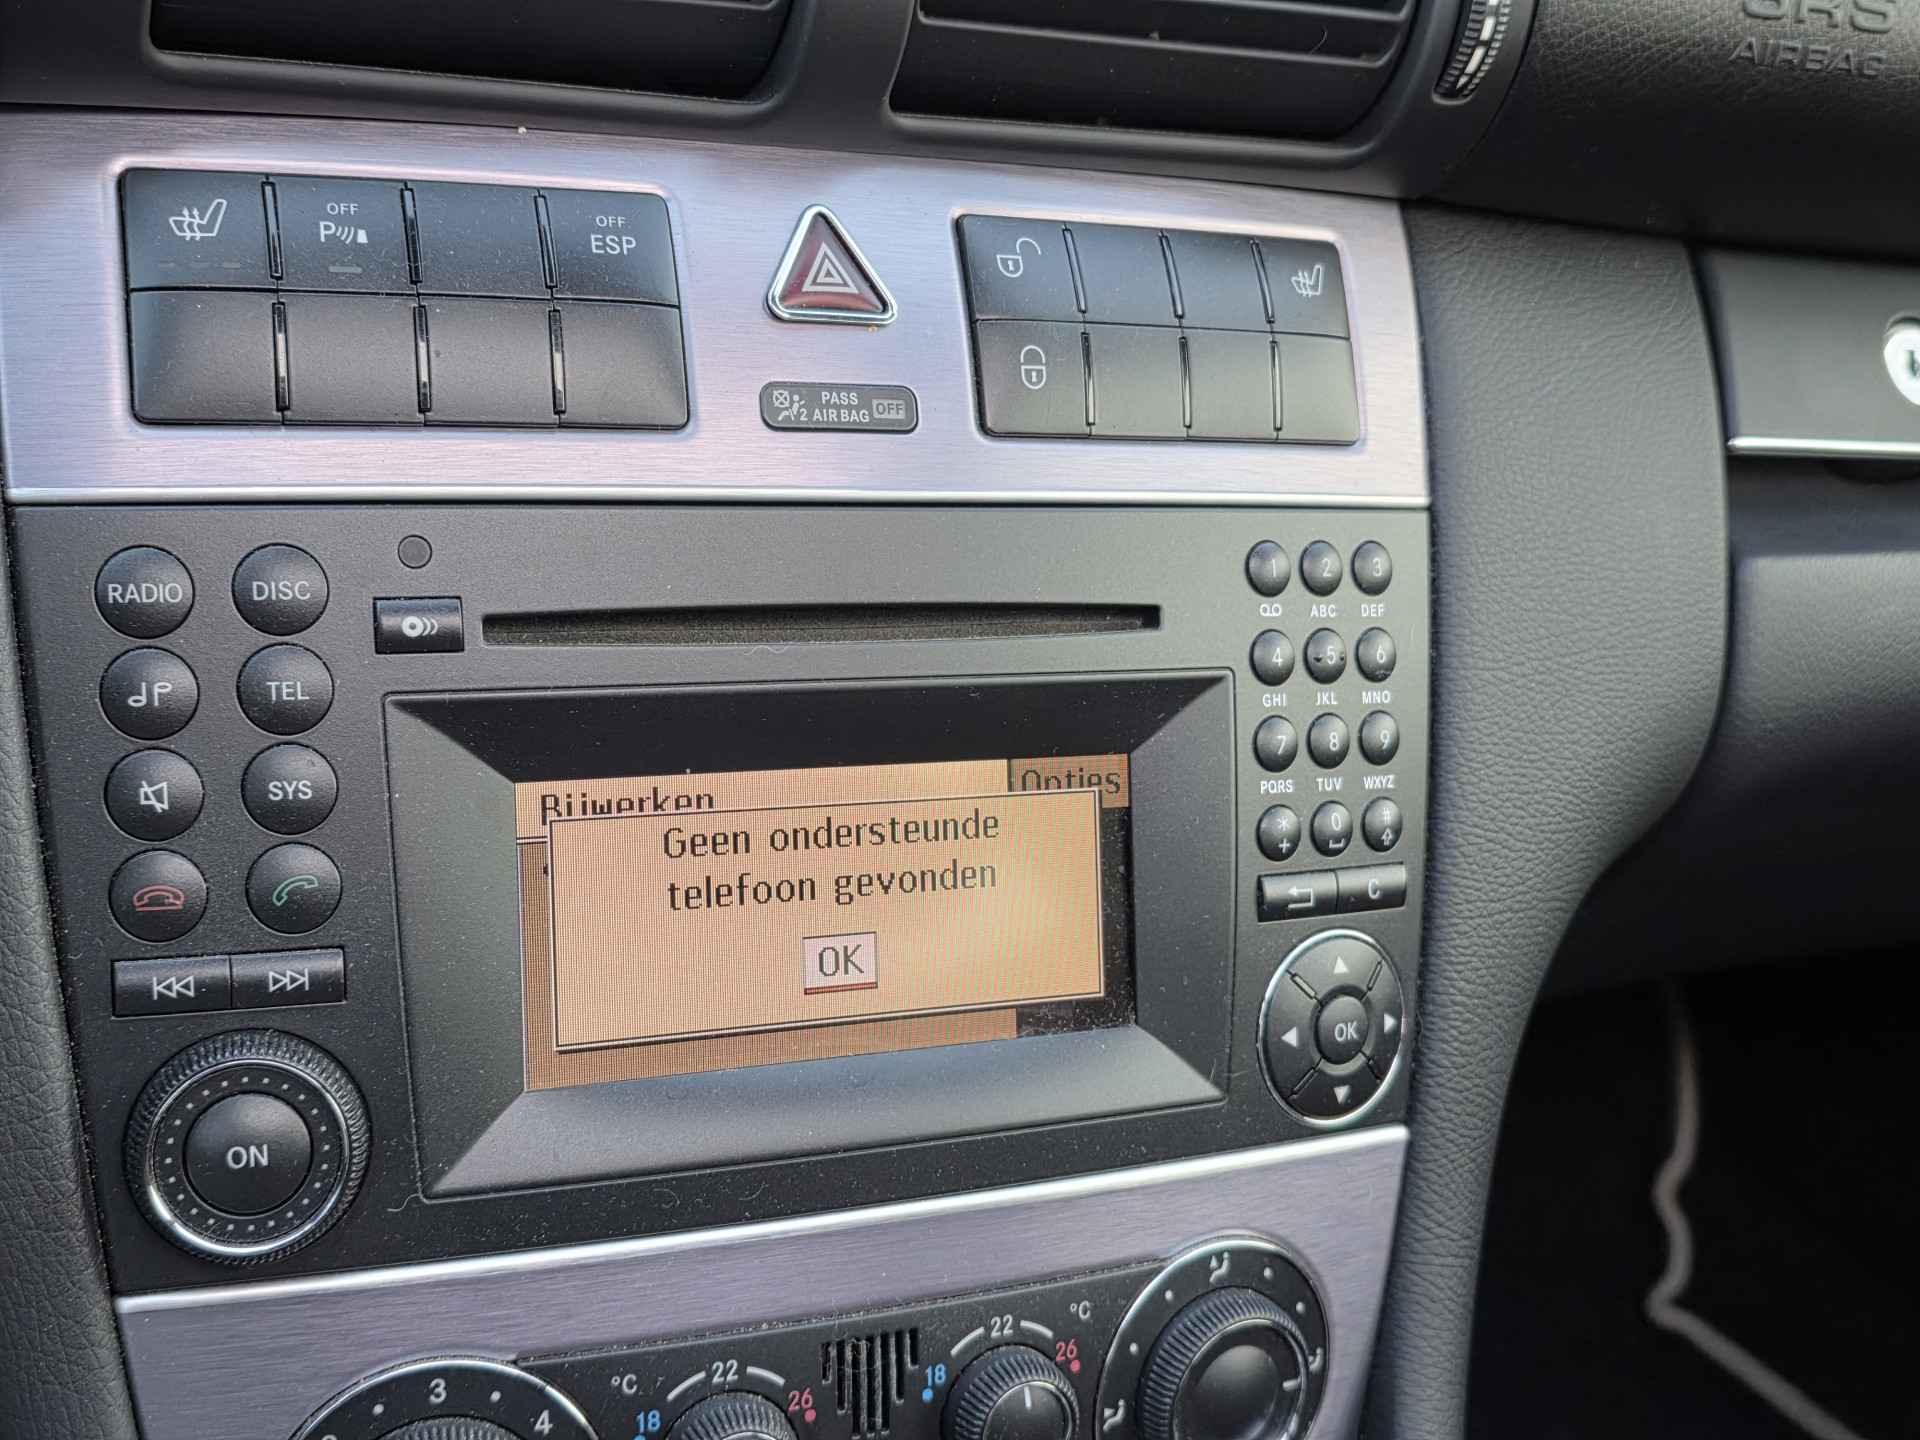 SRS
AIRBAG
OFF
P
OFF
ESP
PASS
2 AIR BAG OFF
RADIO
DISC
TEL
SYS
ON
Bijwerken
Opties
Geen ondersteunde
telefoon gevonden
OK
1 2 3
ABC DEF
4 5 6
GHI JKL MNO
7 8 9
PQRS TUV WXYZ
* 0 #
+
C
OK
3
4
°C
18
22
26
18
22
26
°C